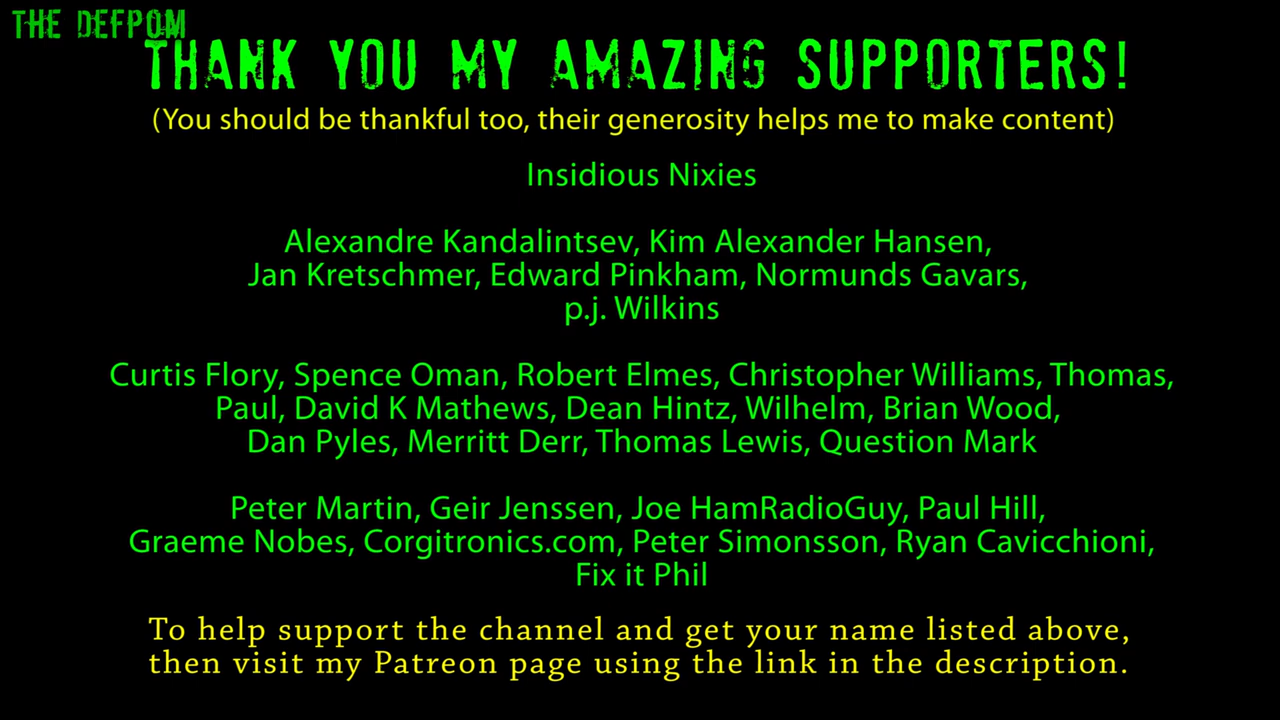 THE DEFPOM
THANK YOU MY AMAZING SUPPORTERS!
(You should be thankful too, their generosity helps me to make content)
Insidious Nixies
Alexandre Kandalintsev, Kim Alexander Hansen,
Jan Kretschmer, Edward Pinkham, Normunds Gavars,
p.j. Wilkins
Curtis Flory, Spence Oman, Robert Elmes, Christopher Williams, Thomas,
Paul, David K Mathews, Dean Hintz, Wilhelm, Brian Wood,
Dan Pyles, Merritt Derr, Thomas Lewis, Question Mark
Peter Martin, Geir Jenssen, Joe HamRadioGuy, Paul Hill,
Graeme Nobes, Corgitronics.com, Peter Simonsson, Ryan Cavicchioni,
Fix it Phil
To help support the channel and get your name listed above,
then visit my Patreon page using the link in the description.